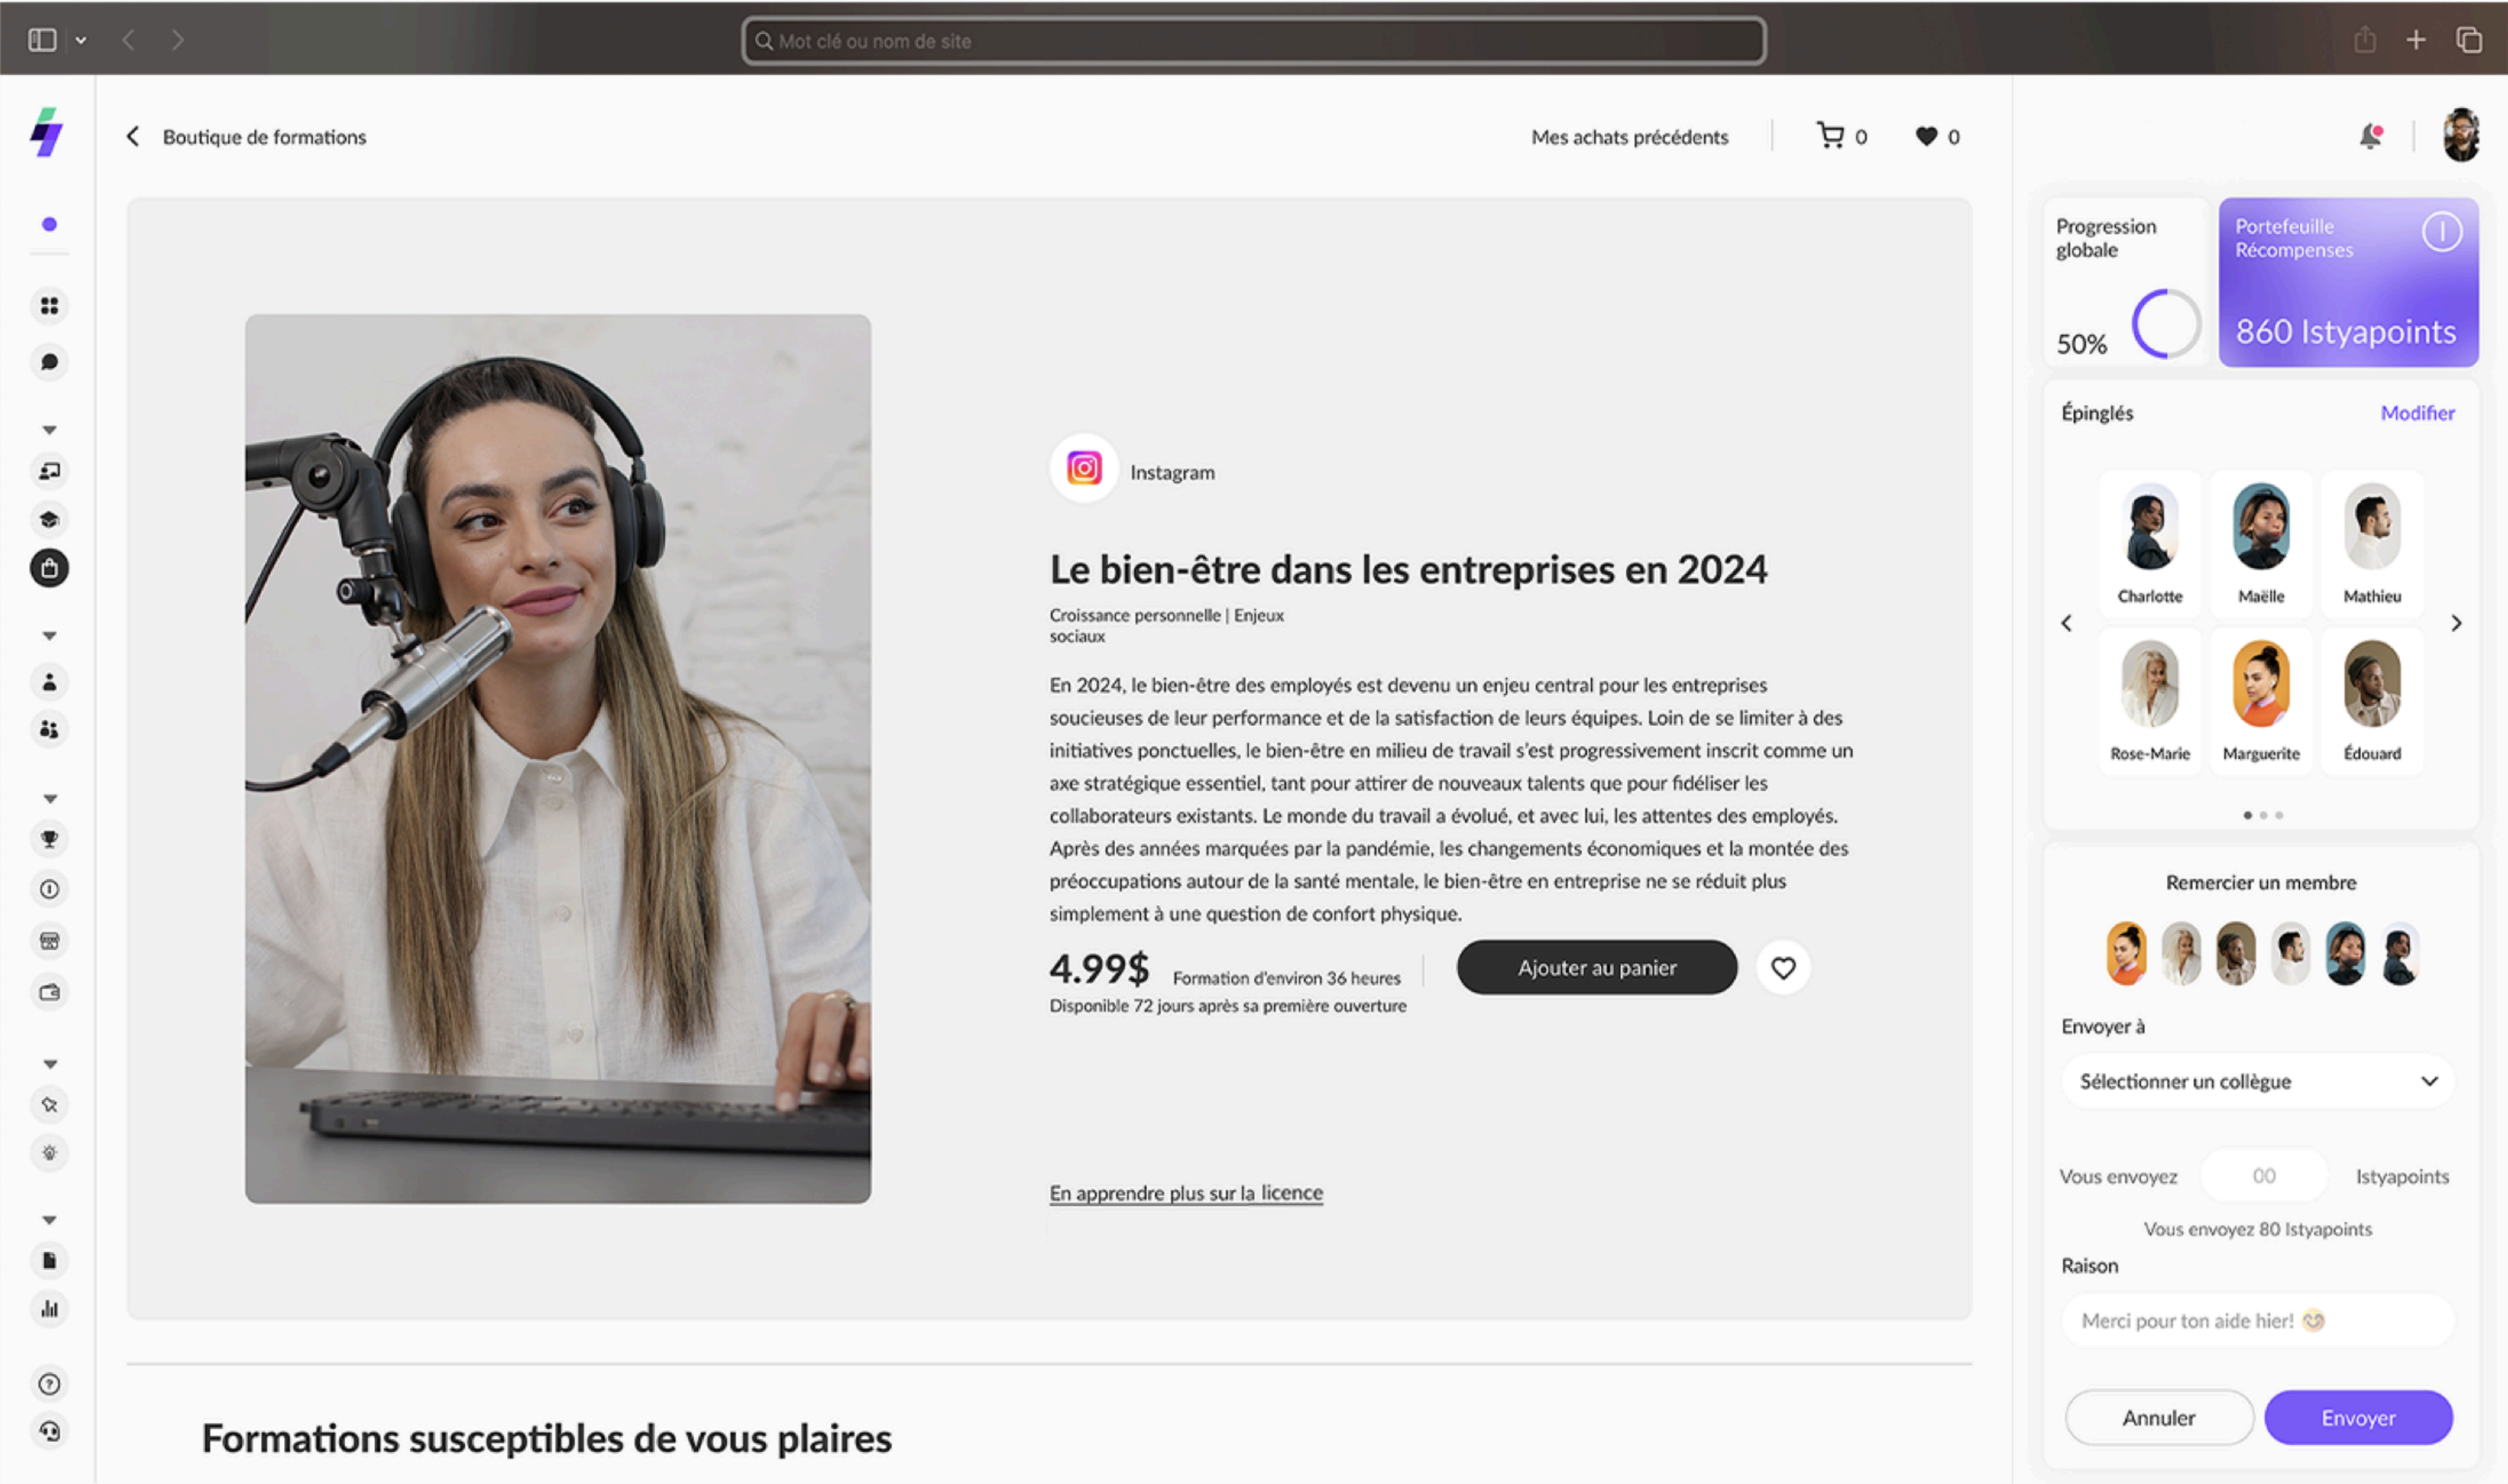 Mot clé ou nom de site
Boutique de formations
Mes achats précédents
0
0
Instagram
Le bien-être dans les entreprises en 2024
Croissance personnelle | Enjeux
sociaux
En 2024, le bien-être des employés est devenu un enjeu central pour les entreprises
soucieuses de leur performance et de la satisfaction de leurs équipes. Loin de se limiter à des
initiatives ponctuelles, le bien-être en milieu de travail s'est progressivement inscrit comme un
axe stratégique essentiel, tant pour attirer de nouveaux talents que pour fidéliser les
collaborateurs existants. Le monde du travail a évolué, et avec lui, les attentes des employés.
Après des années marquées par la pandémie, les changements économiques et la montée des
préoccupations autour de la santé mentale, le bien-être en entreprise ne se réduit plus
simplement à une question de confort physique.
4.99$ Formation d'environ 36 heures
Disponible 72 jours après sa première ouverture
Ajouter au panier
En apprendre plus sur la licence
Formations susceptibles de vous plaires
Progression
globale
50%
Portefeuille
Récompenses
860 Istyapoints
Épinglés
Modifier
Charlotte
Maëlle
Mathieu
Rose-Marie
Marguerite
Édouard
Remercier un membre
Envoyer à
Sélectionner un collègue
Vous envoyez 00 Istyapoints
Vous envoyez 80 Istyapoints
Raison
Merci pour ton aide hier! 😊
Annuler
Envoyer